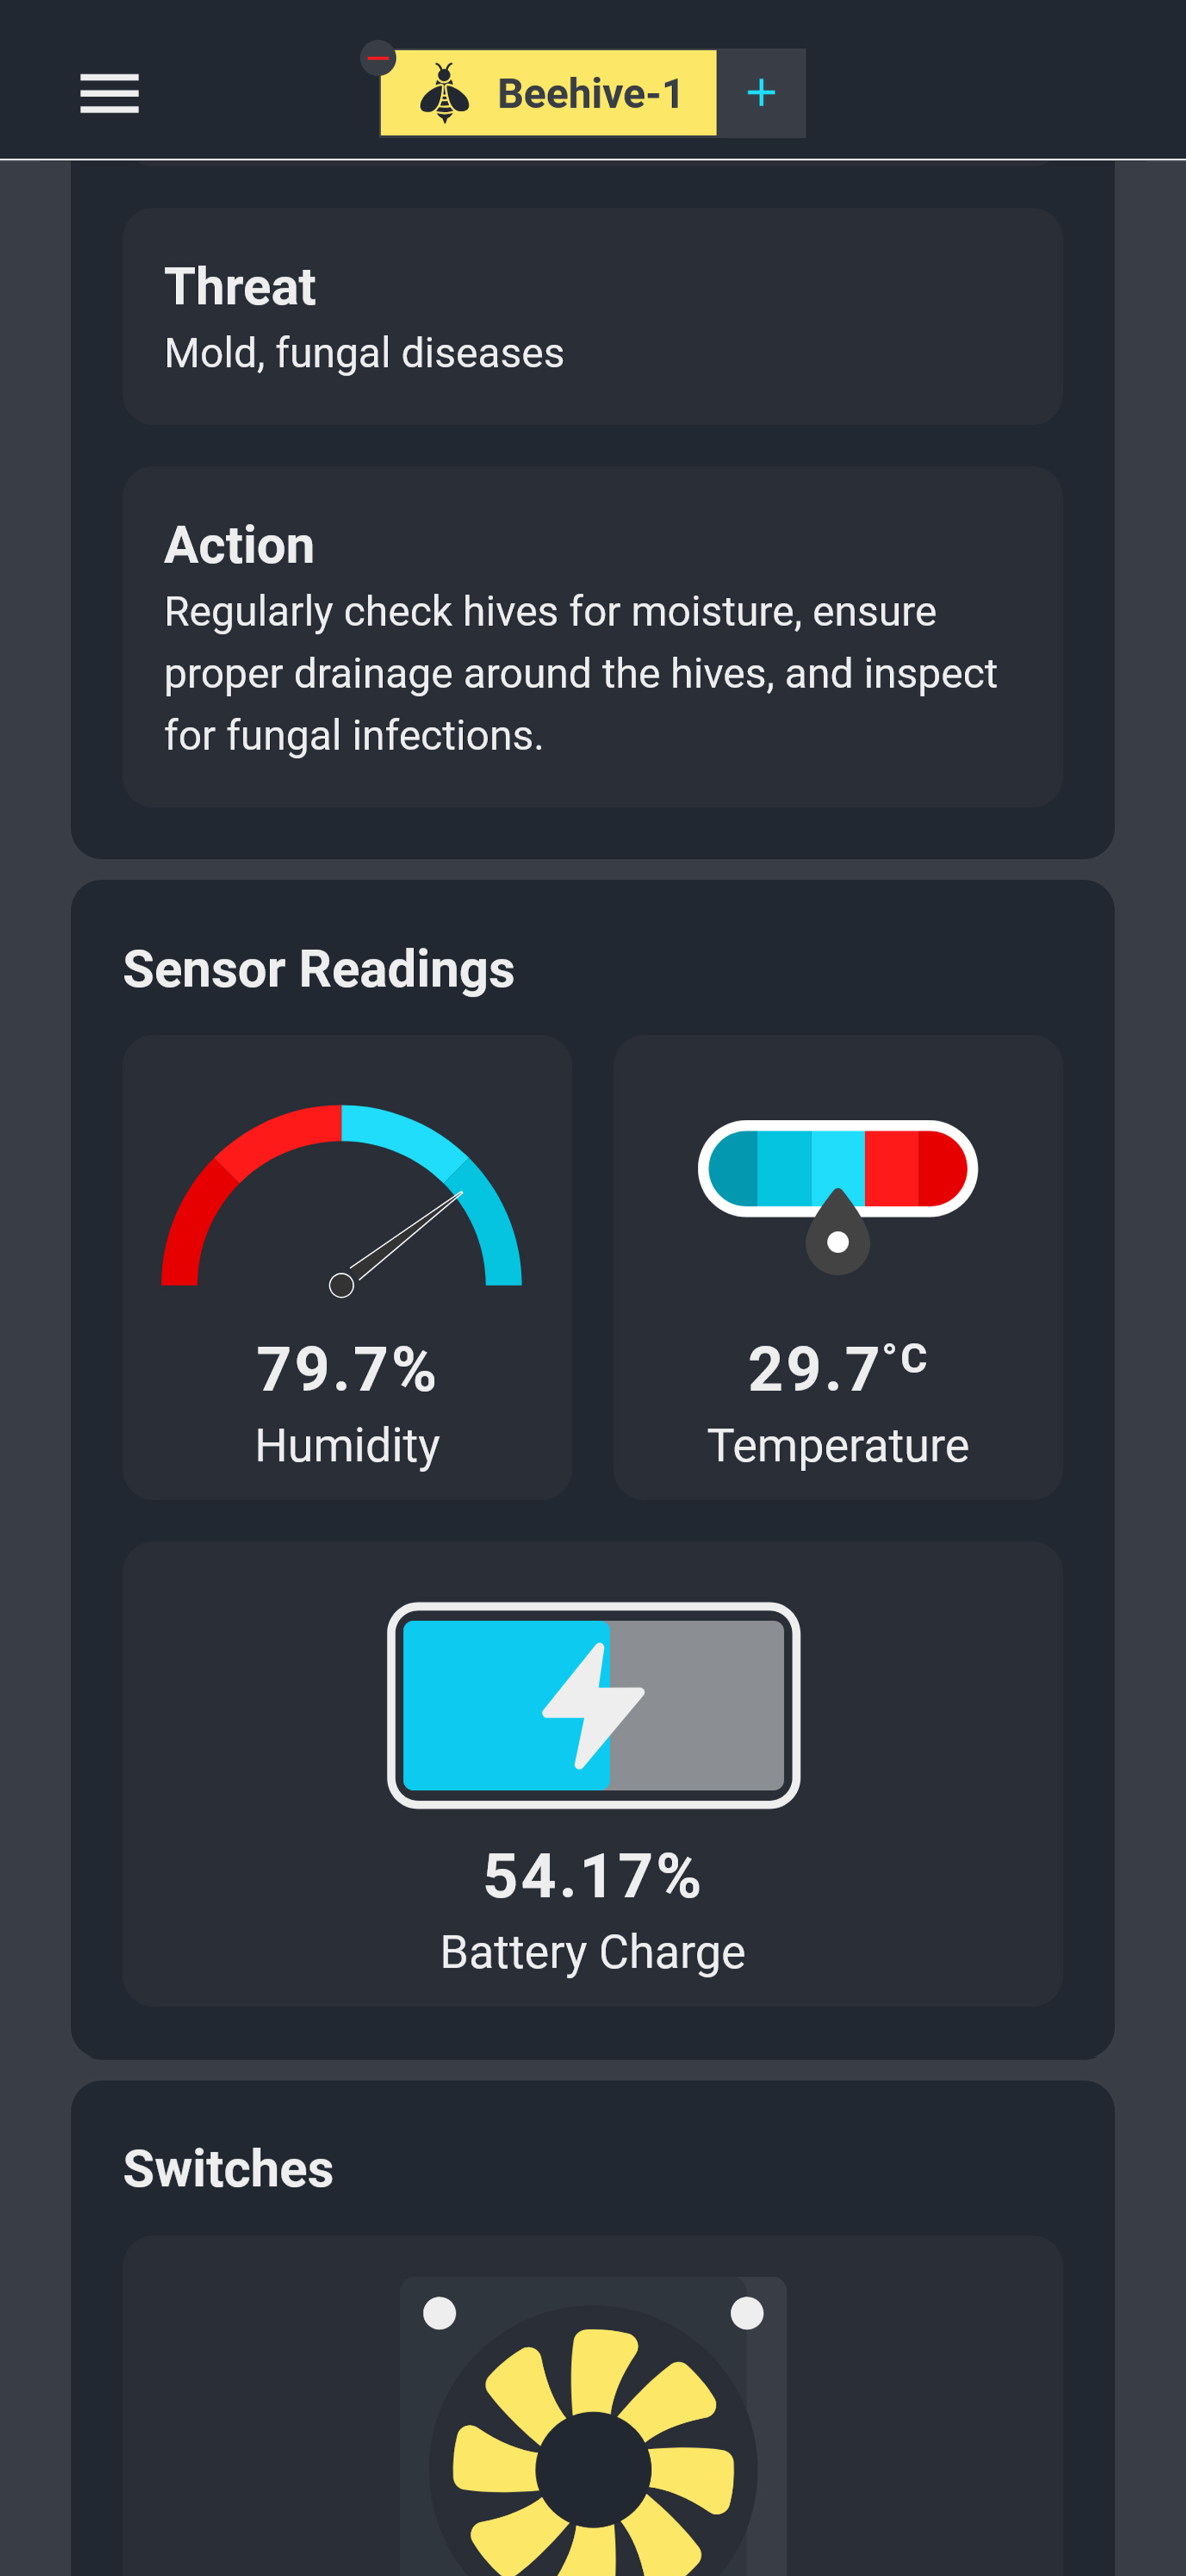 Beehive-1
Threat
Mold, fungal diseases
Action
Regularly check hives for moisture, ensure
proper drainage around the hives, and inspect
for fungal infections.
Sensor Readings
79.7%
Humidity
29.7°C
Temperature
54.17%
Battery Charge
Switches